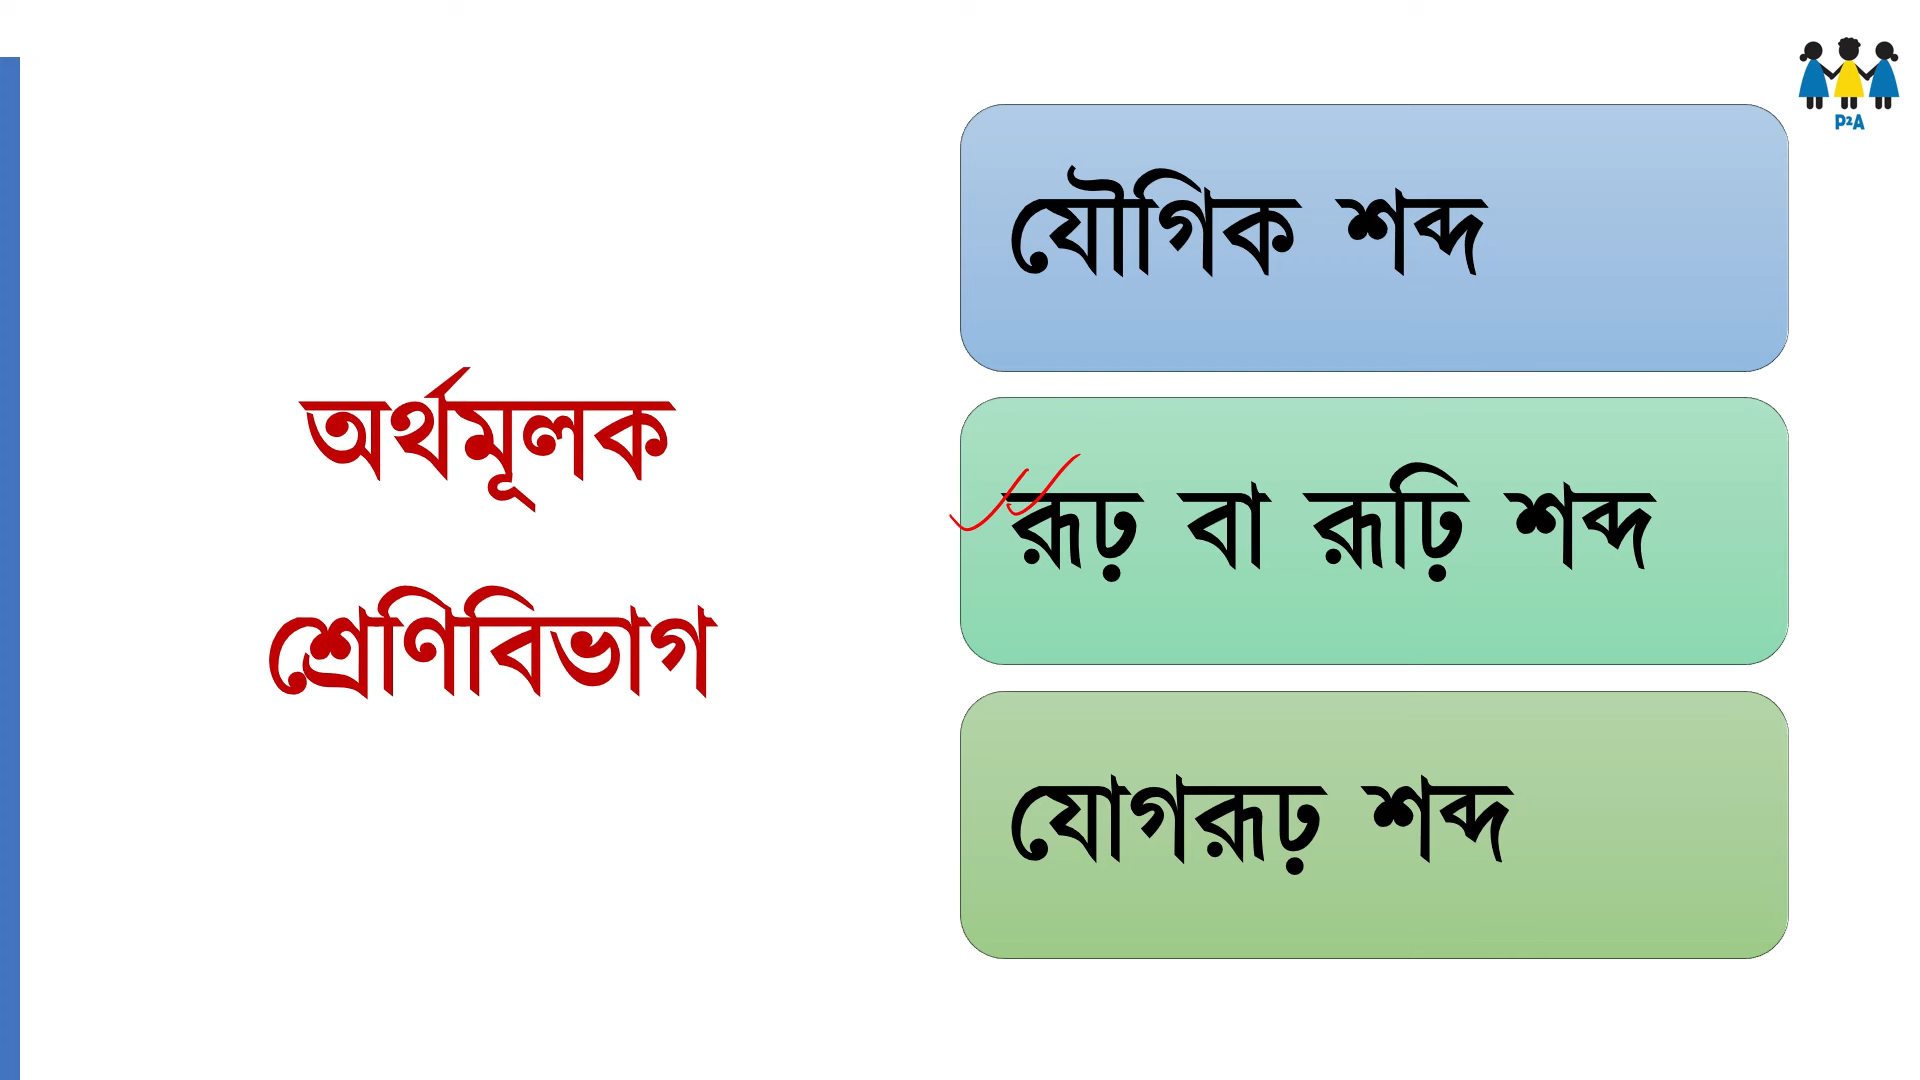 অর্থমূলক
শ্রেণিবিভাগ
যৌগিক শব্দ
রূঢ় বা রূঢ়ি শব্দ
যোগরূঢ় শব্দ
P2A